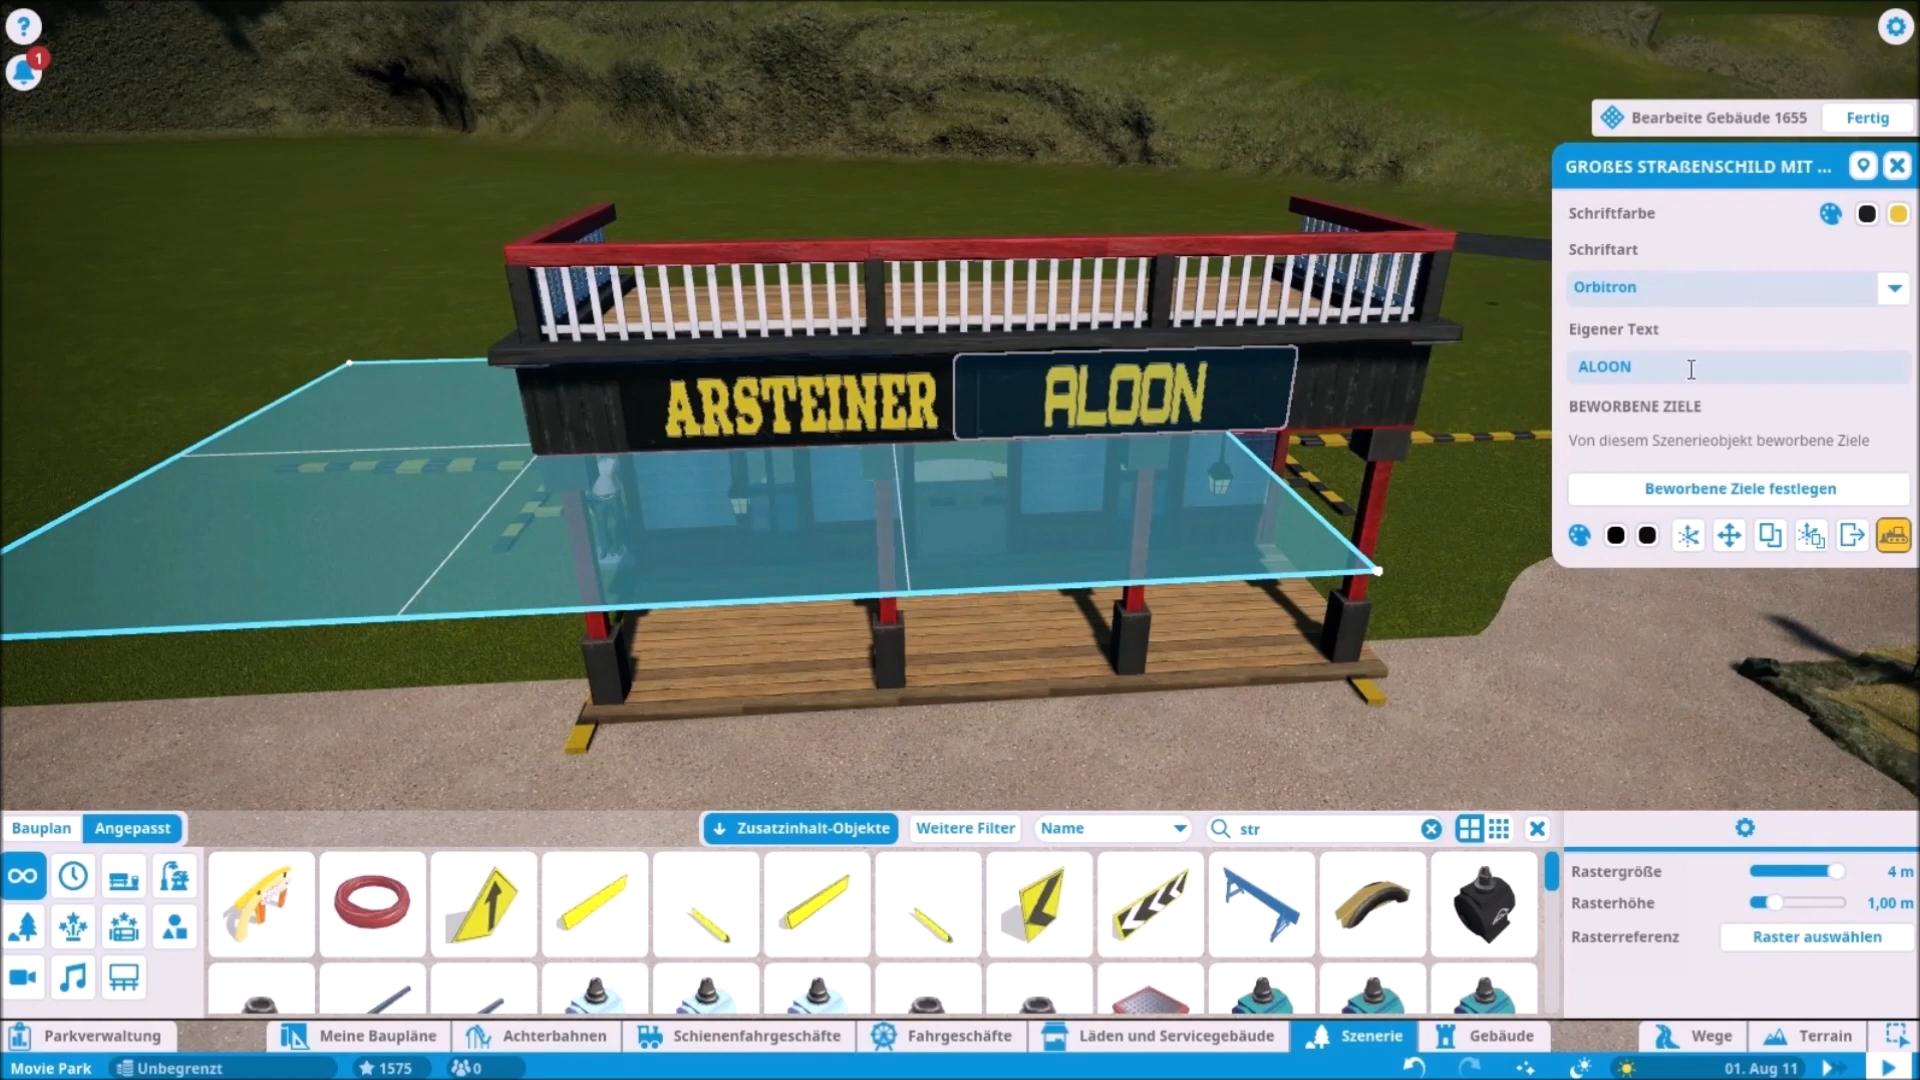 ?
1
Bearbeite Gebäude 1655
Fertig
GROẞES STRAẞENSCHILD MIT ...
Schriftfarbe
Schriftart
Orbitron
Eigener Text
ALOON
BEWORBENE ZIELE
Von diesem Szenerieobjekt beworbene Ziele
Beworbene Ziele festlegen
ARSTEINER
ALOON
Bauplan
Angepasst
Zusatzinhalt-Objekte
Weitere Filter
Name
str
Rastergröße
4 m
Rasterhöhe
1,00 m
Rasterreferenz
Raster auswählen
Parkverwaltung
Meine Baupläne
Achterbahnen
Schienenfahrgeschäfte
Fahrgeschäfte
Läden und Servicegebäude
Szenerie
Gebäude
Wege
Terrain
Movie Park
Unbegrenzt
1575
0
01. Aug 11